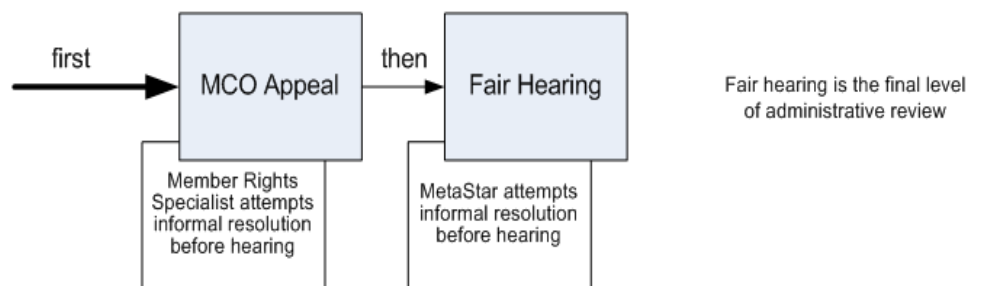 first
MCO Appeal
then
Fair Hearing
Fair hearing is the final level
of administrative review
Member Rights
Specialist attempts
informal resolution
before hearing
MetaStar attempts
informal resolution
before hearing